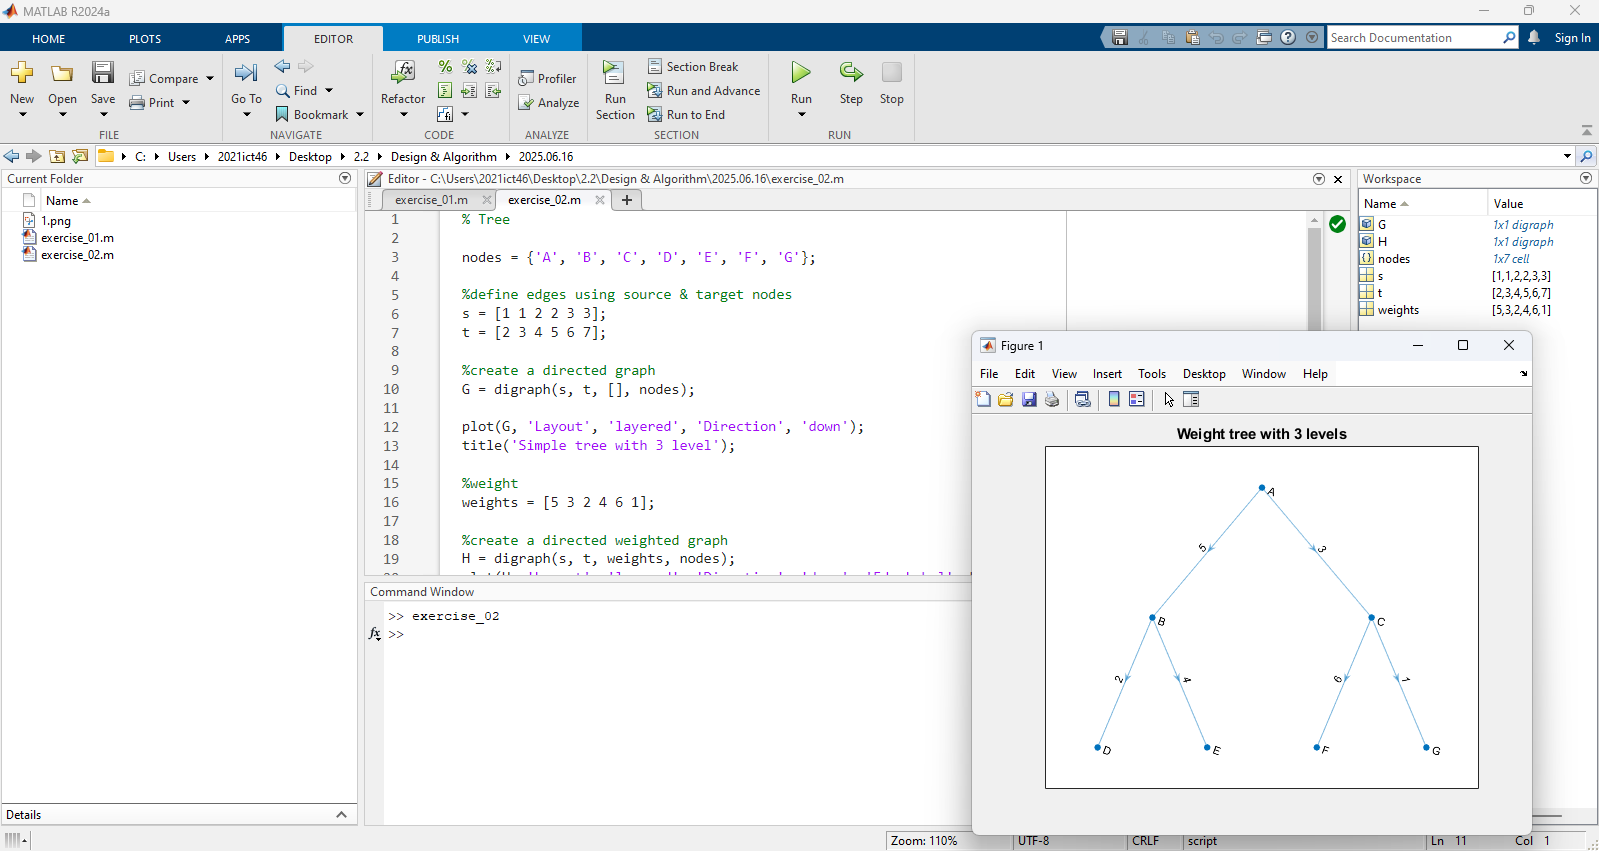 MATLAB R2024a
HOME PLOTS APPS EDITOR PUBLISH VIEW Search Documentation Sign In
New Open Save Compare Print FILE
Go To Find Bookmark NAVIGATE
Refactor CODE
Profiler Analyze ANALYZE
Run Section Section Break Run and Advance Run to End SECTION
Run Step Stop RUN
C: Users 2021ict46 Desktop 2.2 Design & Algorithm 2025.06.16
Current Folder
Name
1.png
exercise_01.m
exercise_02.m
Details
Editor - C:\Users\2021ict46\Desktop\2.2\Design & Algorithm\2025.06.16\exercise_02.m
exercise_01.m exercise_02.m
1 % Tree
2
3 nodes = {'A', 'B', 'C', 'D', 'E', 'F', 'G'};
4
5 %define edges using source & target nodes
6 s = [1 1 2 2 3 3];
7 t = [2 3 4 5 6 7];
8
9 %create a directed graph
10 G = digraph(s, t, [], nodes);
11
12 plot(G, 'Layout', 'layered', 'Direction', 'down');
13 title('Simple tree with 3 level');
14
15 %weight
16 weights = [5 3 2 4 6 1];
17
18 %create a directed weighted graph
19 H = digraph(s, t, weights, nodes);
Command Window
>> exercise_02
fx >>
Workspace
Name Value
G 1x1 digraph
H 1x1 digraph
nodes 1x7 cell
s [1,1,2,2,3,3]
t [2,3,4,5,6,7]
weights [5,3,2,4,6,1]
Figure 1
File Edit View Insert Tools Desktop Window Help
Weight tree with 3 levels
A
5 3
B C
2 4 6 1
D E F G
Zoom: 110% UTF-8 CRLF script Ln 11 Col 1